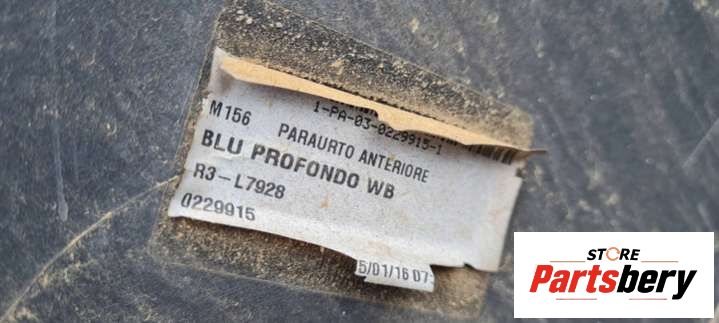 1-PA-03-0229915-1
M156 PARAURTO ANTERIORE
BLU PROFONDO WB
R3-L7928
0229915
5/01/16 07:
STORE
Partsbery